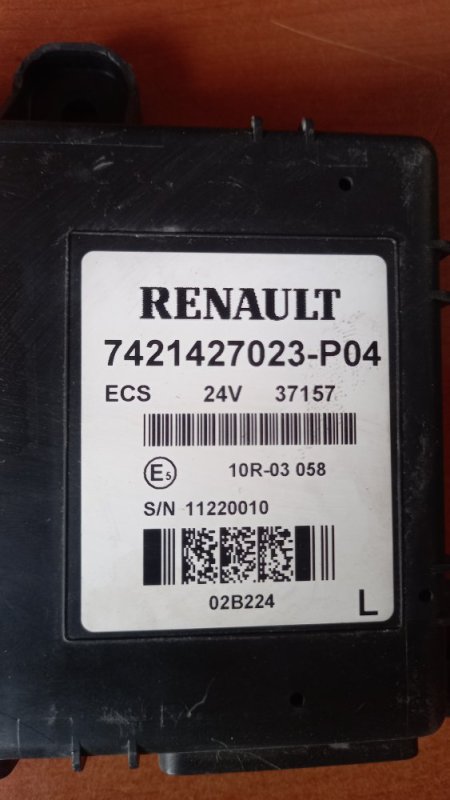 RENAULT
7421427023-P04
ECS 24V 37157
E5 10R-03 058
S/N 11220010
02B224
L